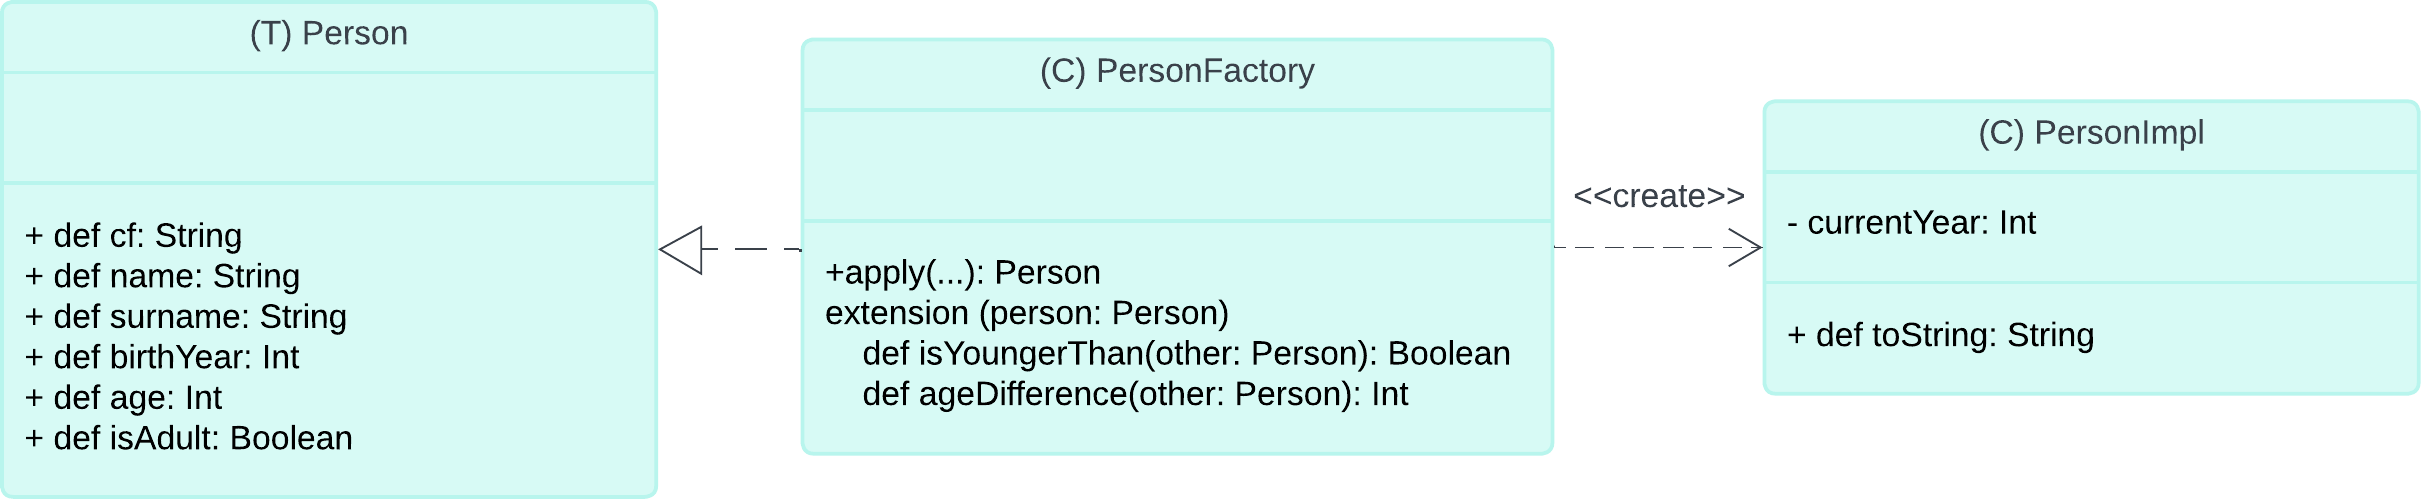 (T) Person
+ def cf: String
+ def name: String
+ def surname: String
+ def birthYear: Int
+ def age: Int
+ def isAdult: Boolean
(C) PersonFactory
+apply(...): Person
extension (person: Person)
def isYoungerThan(other: Person): Boolean
def ageDifference(other: Person): Int
<<create>>
(C) PersonImpl
- currentYear: Int
+ def toString: String